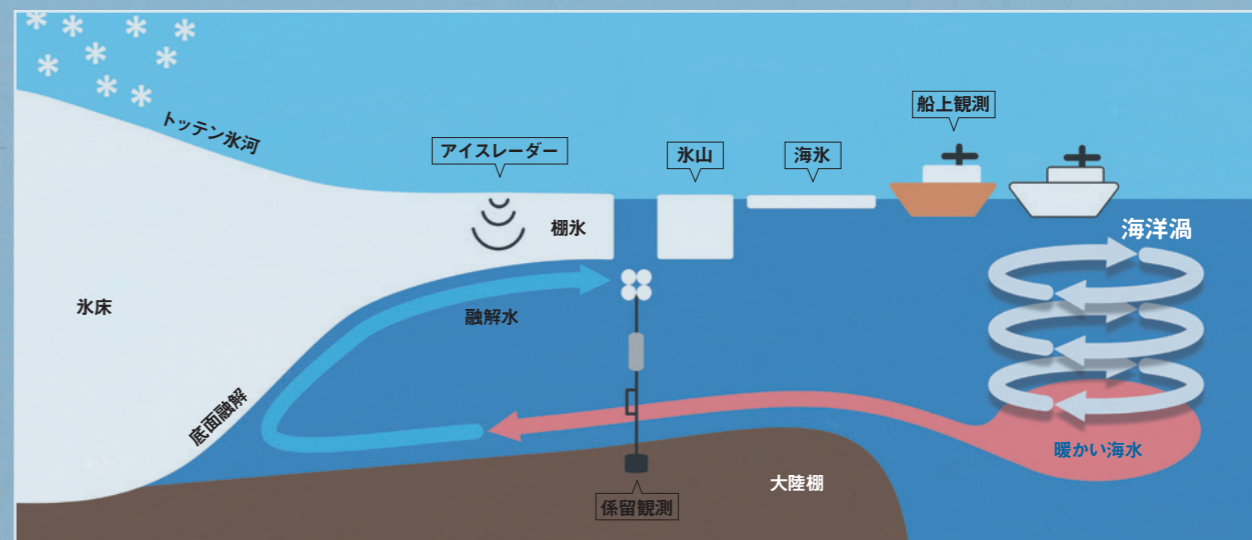 船上観測
トッテン氷河
アイスレーダー
氷山
海氷
棚氷
海洋渦
氷床
融解水
底面融解
暖かい海水
大陸棚
係留観測